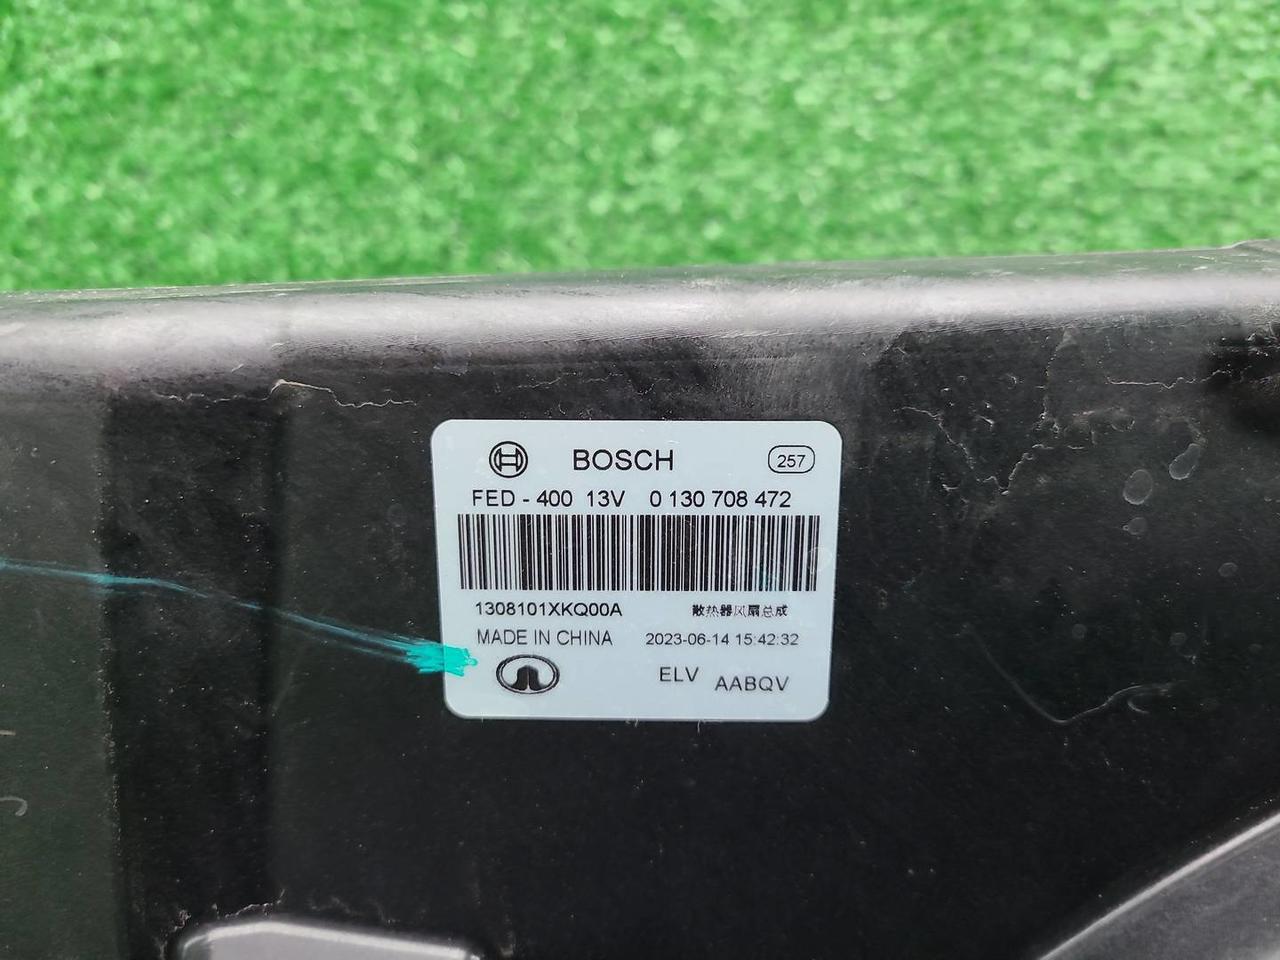 BOSCH 257
FED - 400 13V 0 130 708 472
1308101XKQ00A 散热器风扇总成
MADE IN CHINA 2023-06-14 15:42:32
ELV AABQV